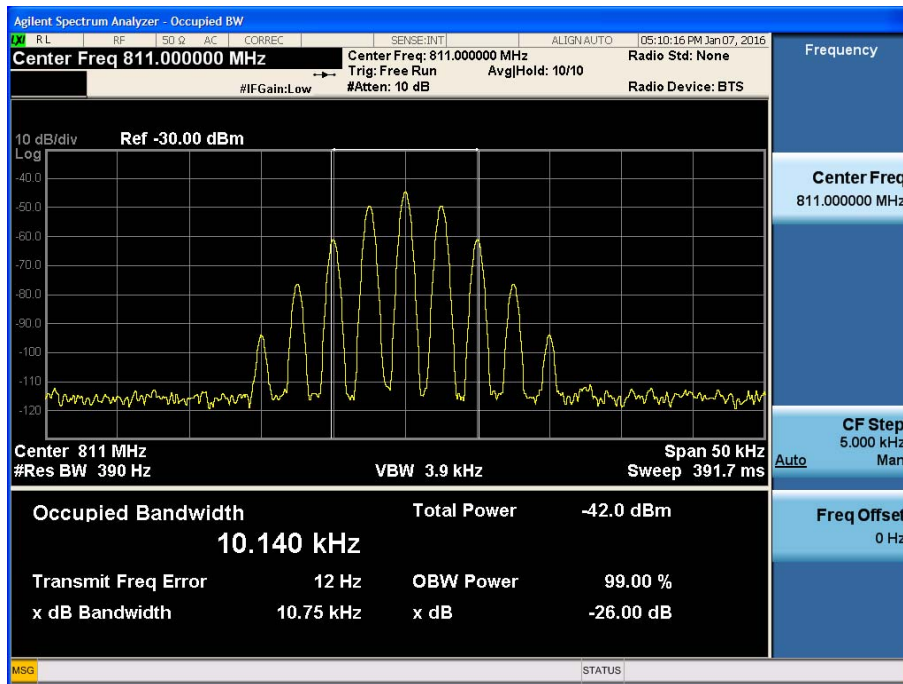 Agilent Spectrum Analyzer - Occupied BW
LXI RL RF 50 Ω AC CORREC SENSE:INT ALIGN AUTO 05:10:16 PM Jan 07, 2016
Center Freq 811.000000 MHz
Center Freq: 811.000000 MHz
Radio Std: None
Trig: Free Run Avg|Hold: 10/10
#IFGain:Low
#Atten: 10 dB
Radio Device: BTS
Frequency
10 dB/div Ref -30.00 dBm
Log
-40.0
-50.0
-60.0
-70.0
-80.0
-90.0
-100
-110
-120
Center 811 MHz Span 50 kHz
#Res BW 390 Hz VBW 3.9 kHz Sweep 391.7 ms
Center Freq
811.000000 MHz
CF Step
5.000 kHz
Auto Man
Freq Offset
0 Hz
Occupied Bandwidth Total Power -42.0 dBm
10.140 kHz
Transmit Freq Error 12 Hz OBW Power 99.00 %
x dB Bandwidth 10.75 kHz x dB -26.00 dB
MSG STATUS